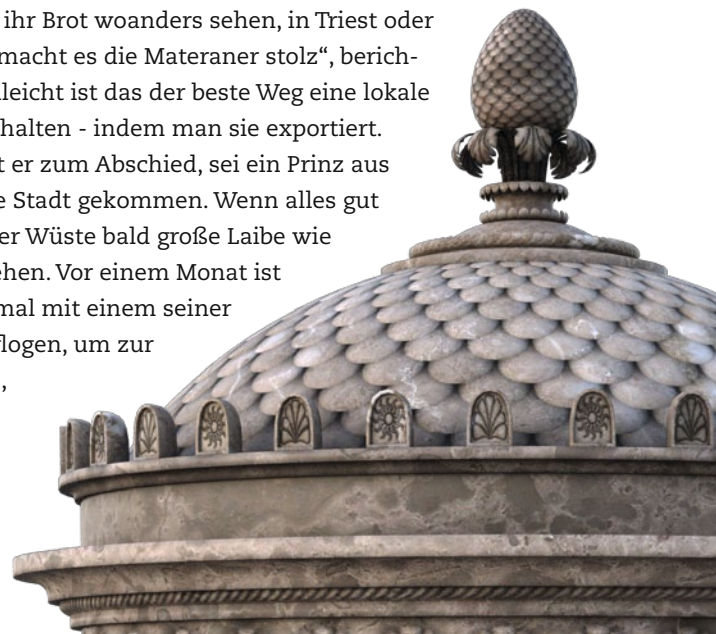 ihr Brot woanders sehen, in Triest oder
macht es die Materaner stolz“, berich-
leicht ist das der beste Weg eine lokale
halten - indem man sie exportiert.
t er zum Abschied, sei ein Prinz aus
e Stadt gekommen. Wenn alles gut
er Wüste bald große Laibe wie
ehen. Vor einem Monat ist
mal mit einem seiner
flogen, um zur
,